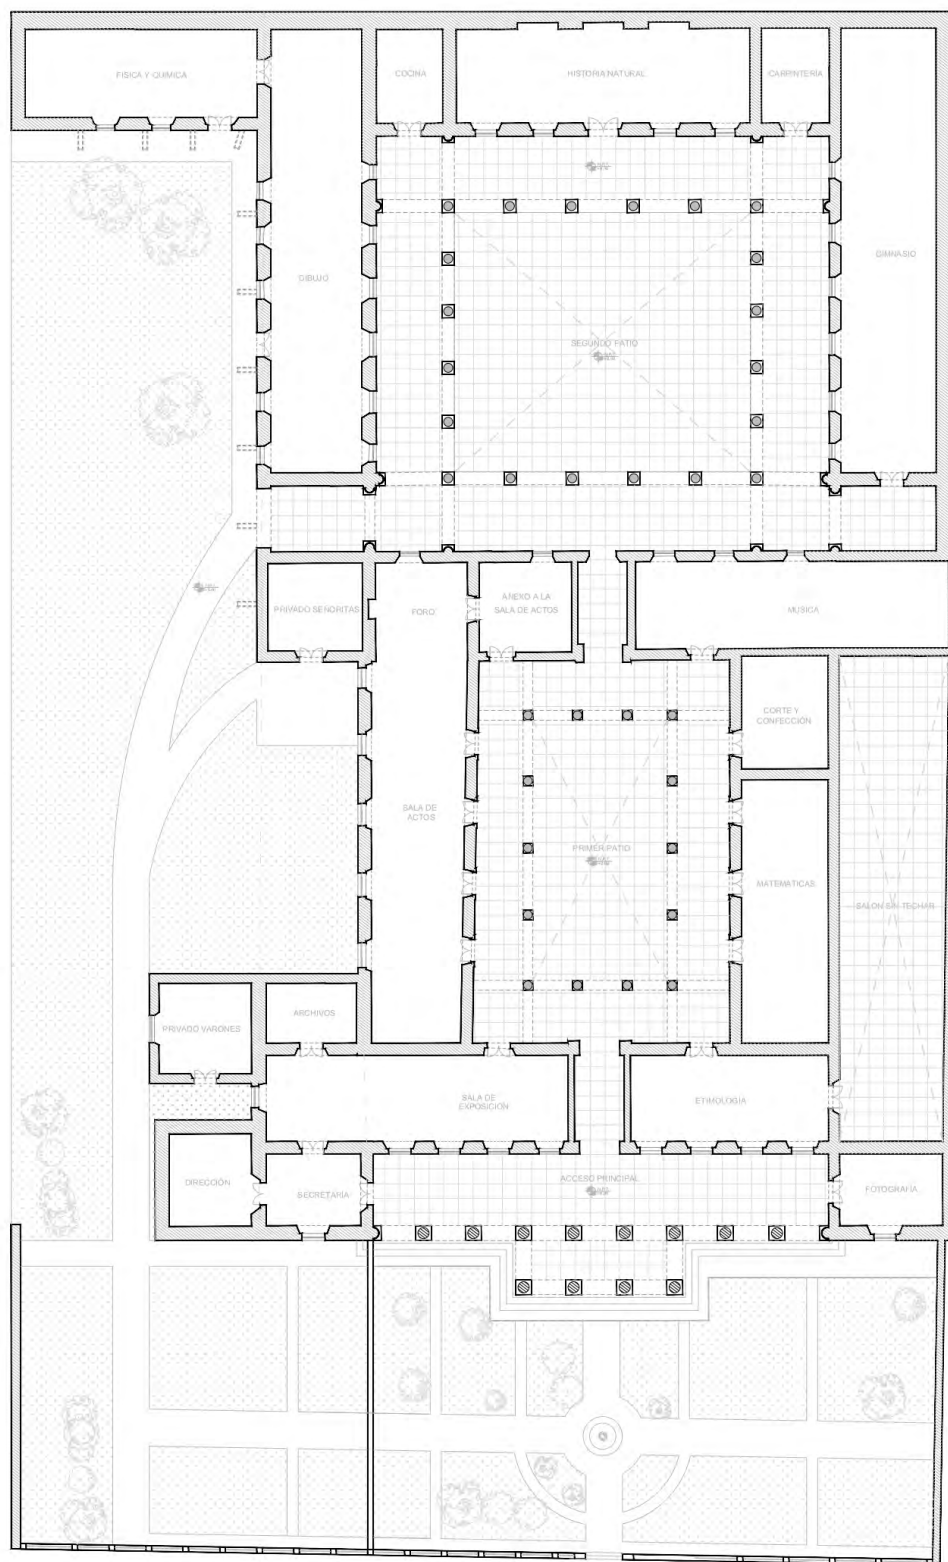 FISICA Y QUIMICA
COCINA
HISTORIA NATURAL
CARPINTERÍA
DIBUJO
GIMNASIO
SEGUNDO PATIO
PRIVADO SEÑORITAS
FORO
ANEXO A LA
SALA DE ACTOS
MUSICA
CORTE Y
CONFECCIÓN
SALA DE
ACTOS
PRIMER PATIO
MATEMATICAS
SALON SIN TECHAR
ARCHIVOS
PRIVADO VARONES
SALA DE
EXPOSICIÓN
ETIMOLOGIA
DIRECCIÓN
SECRETARIA
ACCESO PRINCIPAL
FOTOGRAFÍA